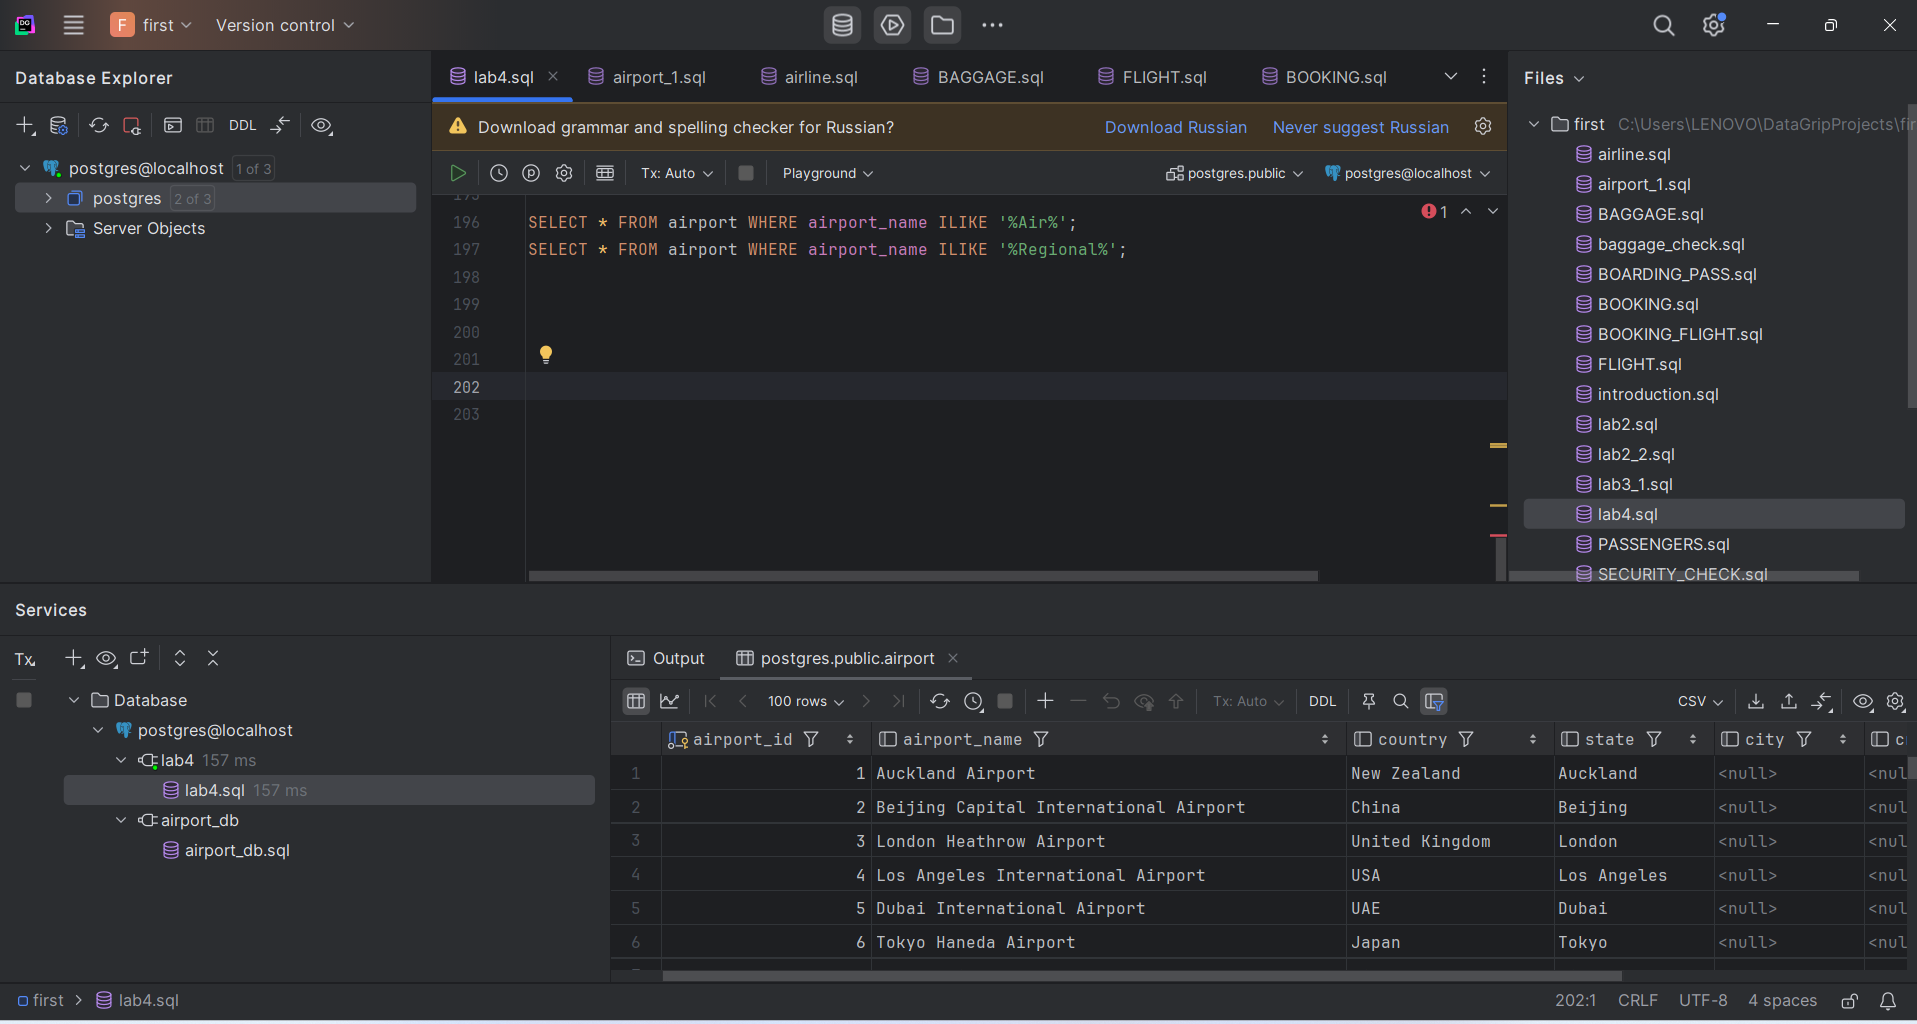 F first Version control
Database Explorer
DDL
postgres@localhost 1 of 3
postgres 2 of 3
Server Objects
lab4.sql airport_1.sql airline.sql BAGGAGE.sql FLIGHT.sql BOOKING.sql
Download grammar and spelling checker for Russian? Download Russian Never suggest Russian
Tx: Auto Playground postgres.public postgres@localhost
195
196 SELECT * FROM airport WHERE airport_name ILIKE '%Air%';
197 SELECT * FROM airport WHERE airport_name ILIKE '%Regional%';
198
199
200
201
202
203
1
Files
first C:\Users\LENOVO\DataGripProjects\fir
airline.sql
airport_1.sql
BAGGAGE.sql
baggage_check.sql
BOARDING_PASS.sql
BOOKING.sql
BOOKING_FLIGHT.sql
FLIGHT.sql
introduction.sql
lab2.sql
lab2_2.sql
lab3_1.sql
lab4.sql
PASSENGERS.sql
SECURITY_CHECK.sql
Services
Tx
Database
postgres@localhost
lab4 157 ms
lab4.sql 157 ms
airport_db
airport_db.sql
Output postgres.public.airport
100 rows Tx: Auto DDL CSV
airport_id airport_name country state city c
1 1 Auckland Airport New Zealand Auckland <null> <nul
2 2 Beijing Capital International Airport China Beijing <null> <nul
3 3 London Heathrow Airport United Kingdom London <null> <nul
4 4 Los Angeles International Airport USA Los Angeles <null> <nul
5 5 Dubai International Airport UAE Dubai <null> <nul
6 6 Tokyo Haneda Airport Japan Tokyo <null> <nul
first lab4.sql
202:1 CRLF UTF-8 4 spaces